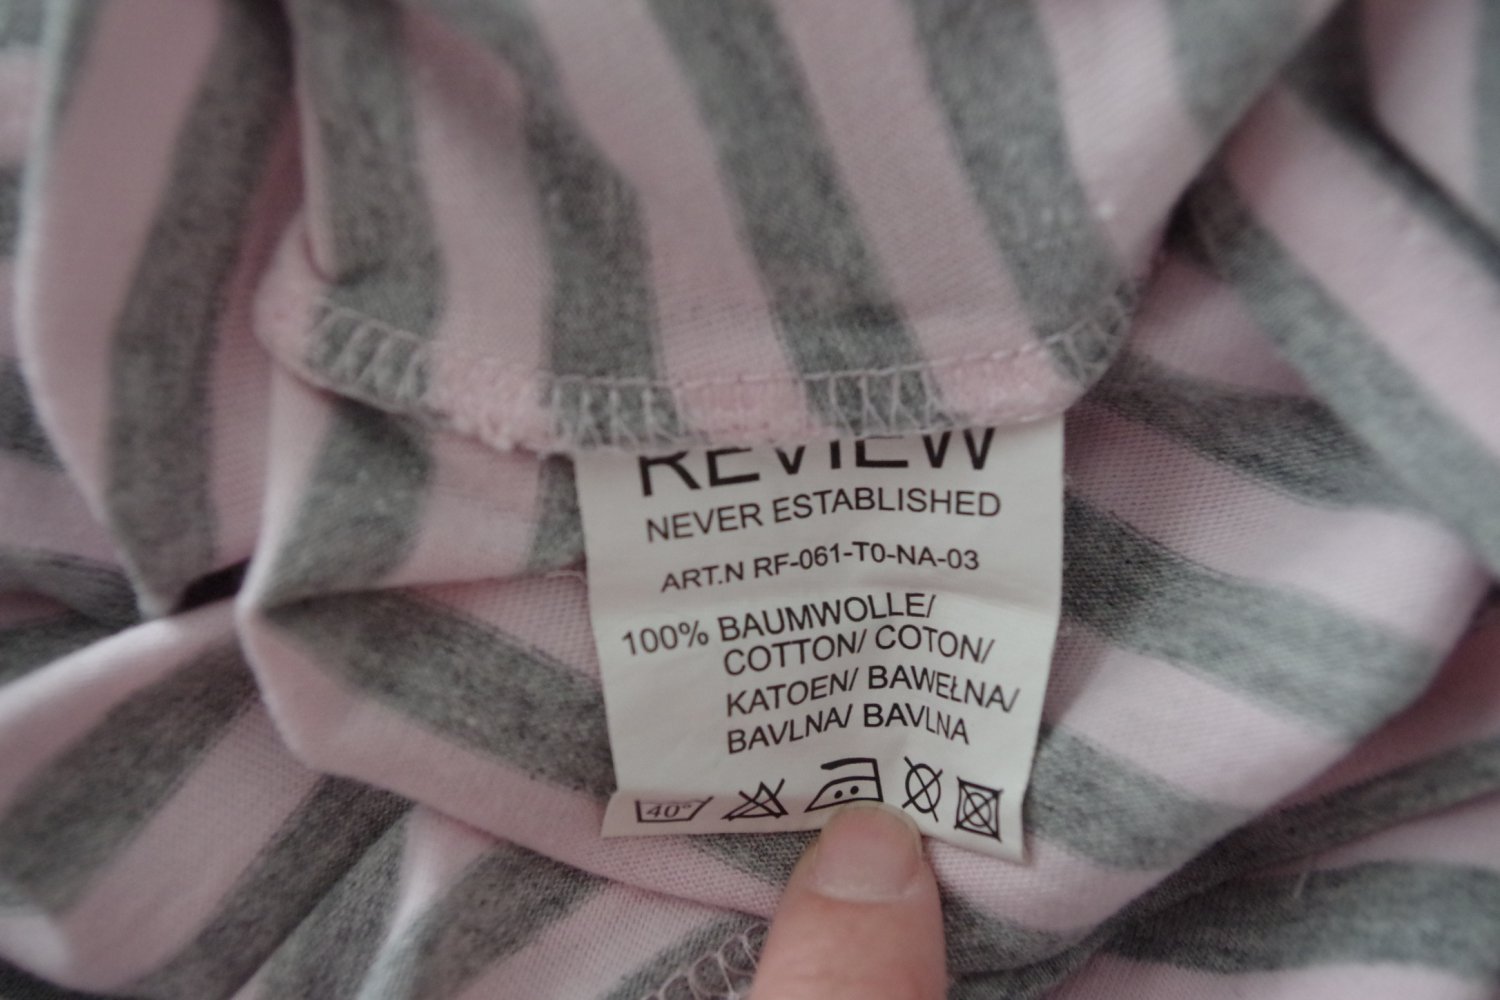 REVIEW
NEVER ESTABLISHED
ART.N RF-061-T0-NA-03
100% BAUMWOLLE/
COTTON/ COTON/
KATOEN/ BAWEŁNA/
BAVLNA/ BAVLNA
40°